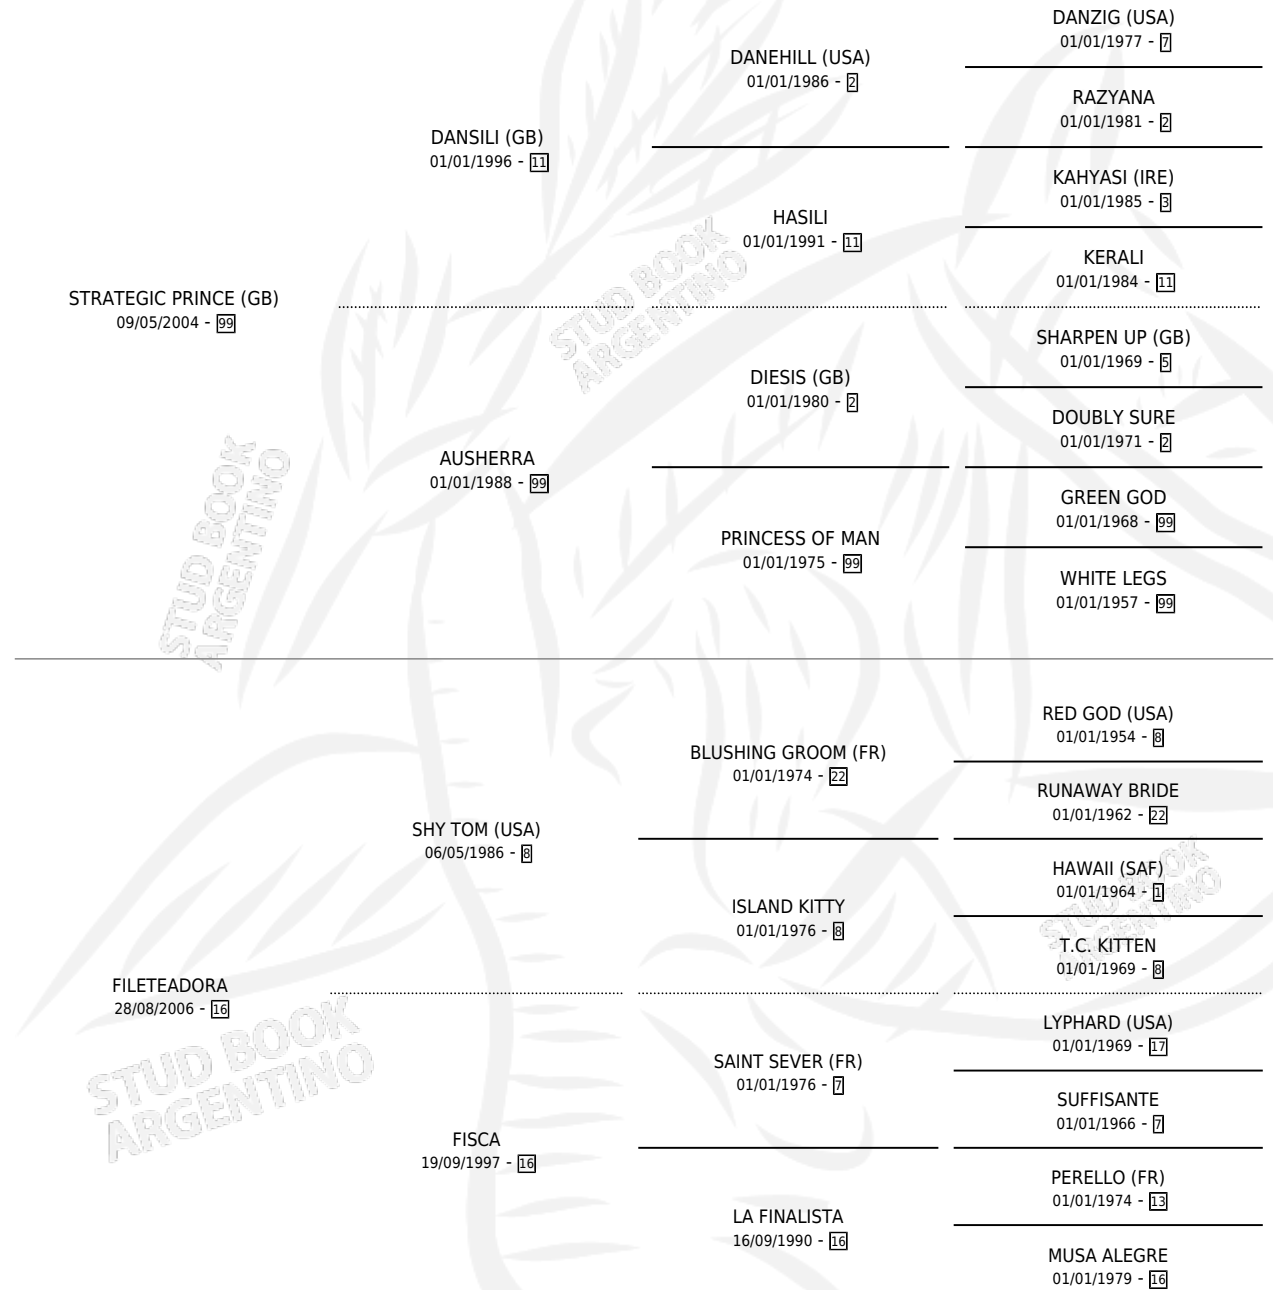 DANZIG (USA)
01/01/1977 - 7
DANEHILL (USA)
01/01/1986 - 2
RAZYANA
01/01/1981 - 2
DANSILI (GB)
01/01/1996 - 11
KAHYASI (IRE)
01/01/1985 - 3
HASILI
01/01/1991 - 11
KERALI
01/01/1984 - 11
STRATEGIC PRINCE (GB)
09/05/2004 - 99
SHARPEN UP (GB)
01/01/1969 - 5
DIESIS (GB)
01/01/1980 - 2
DOUBLY SURE
01/01/1971 - 2
AUSHERRA
01/01/1988 - 99
GREEN GOD
01/01/1968 - 99
PRINCESS OF MAN
01/01/1975 - 99
WHITE LEGS
01/01/1957 - 99
RED GOD (USA)
01/01/1954 - 8
BLUSHING GROOM (FR)
01/01/1974 - 22
RUNAWAY BRIDE
01/01/1962 - 22
SHY TOM (USA)
06/05/1986 - 8
HAWAII (SAF)
01/01/1964 - 1
ISLAND KITTY
01/01/1976 - 8
T.C. KITTEN
01/01/1969 - 8
FILETEADORA
28/08/2006 - 16
LYPHARD (USA)
01/01/1969 - 17
SAINT SEVER (FR)
01/01/1976 - 7
SUFFISANTE
01/01/1966 - 7
FISCA
19/09/1997 - 16
PERELLO (FR)
01/01/1974 - 13
LA FINALISTA
16/09/1990 - 16
MUSA ALEGRE
01/01/1979 - 16
STUD BOOK
ARGENTINO
STUD BOOK
ARGENTINO
STUD BOOK
ARGENTINO
STUD BOOK
ARGENTINO